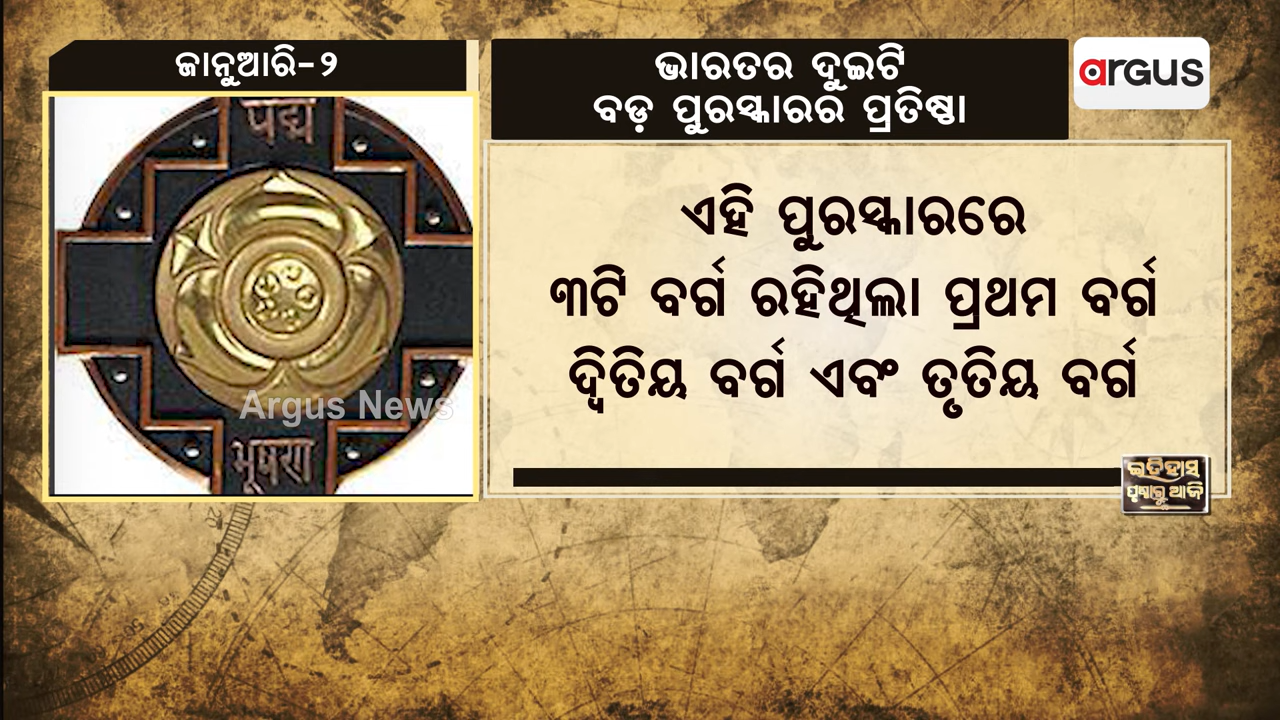 ଜାନୁଆରି-୨
ଭାରତର ଦୁଇଟି
ବଡ଼ ପୁରସ୍କାରର ପ୍ରତିଷ୍ଠା
argus
पद्म
भूषण
Argus News
ଏହି ପୁରସ୍କାରରେ
୩ଟି ବର୍ଗ ରହିଥିଲା ପ୍ରଥମ ବର୍ଗ
ଦ୍ୱିତିୟ ବର୍ଗ ଏବଂ ତୃତିୟ ବର୍ଗ
ଇତିହାସ
ପୃଷ୍ଠାରୁ ଆଜି